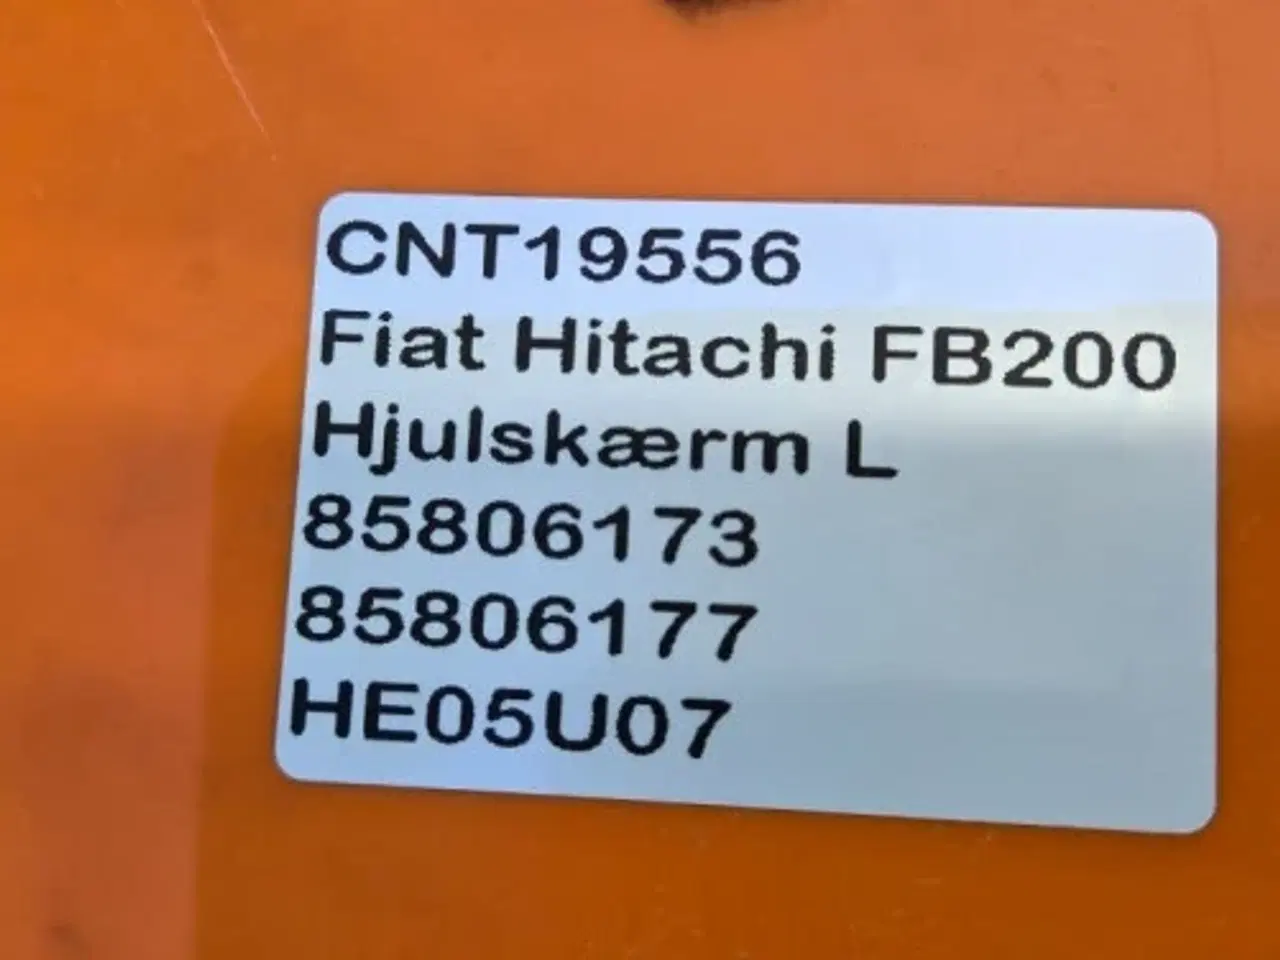 CNT19556
Fiat Hitachi FB200
Hjulskærm L
85806173
85806177
HE05U07